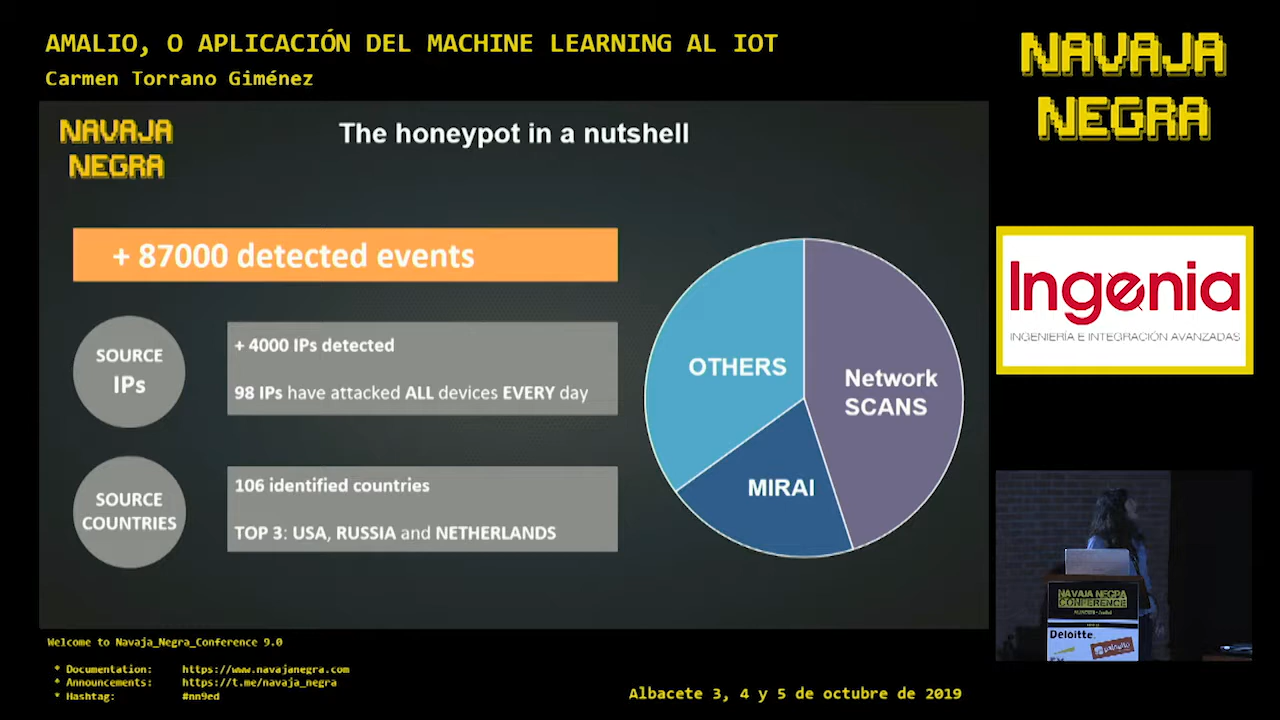 AMALIO, O APLICACIÓN DEL MACHINE LEARNING AL IOT
Carmen Torrano Giménez
NAVAJA
NEGRA
NAVAJA
NEGRA
The honeypot in a nutshell
+ 87000 detected events
SOURCE
IPs
+ 4000 IPs detected
98 IPs have attacked ALL devices EVERY day
SOURCE
COUNTRIES
106 identified countries
TOP 3: USA, RUSSIA and NETHERLANDS
OTHERS
Network
SCANS
MIRAI
Ingenia
INGENIERÍA E INTEGRACIÓN AVANZADAS
NAVAJA NEGRA
CONFERENCE
Deloitte.
Welcome to Navaja_Negra_Conference 9.0
* Documentation: https://www.navajanegra.com
* Announcements: https://t.me/navaja_negra
* Hashtag: #nn9ed
Albacete 3, 4 y 5 de octubre de 2019